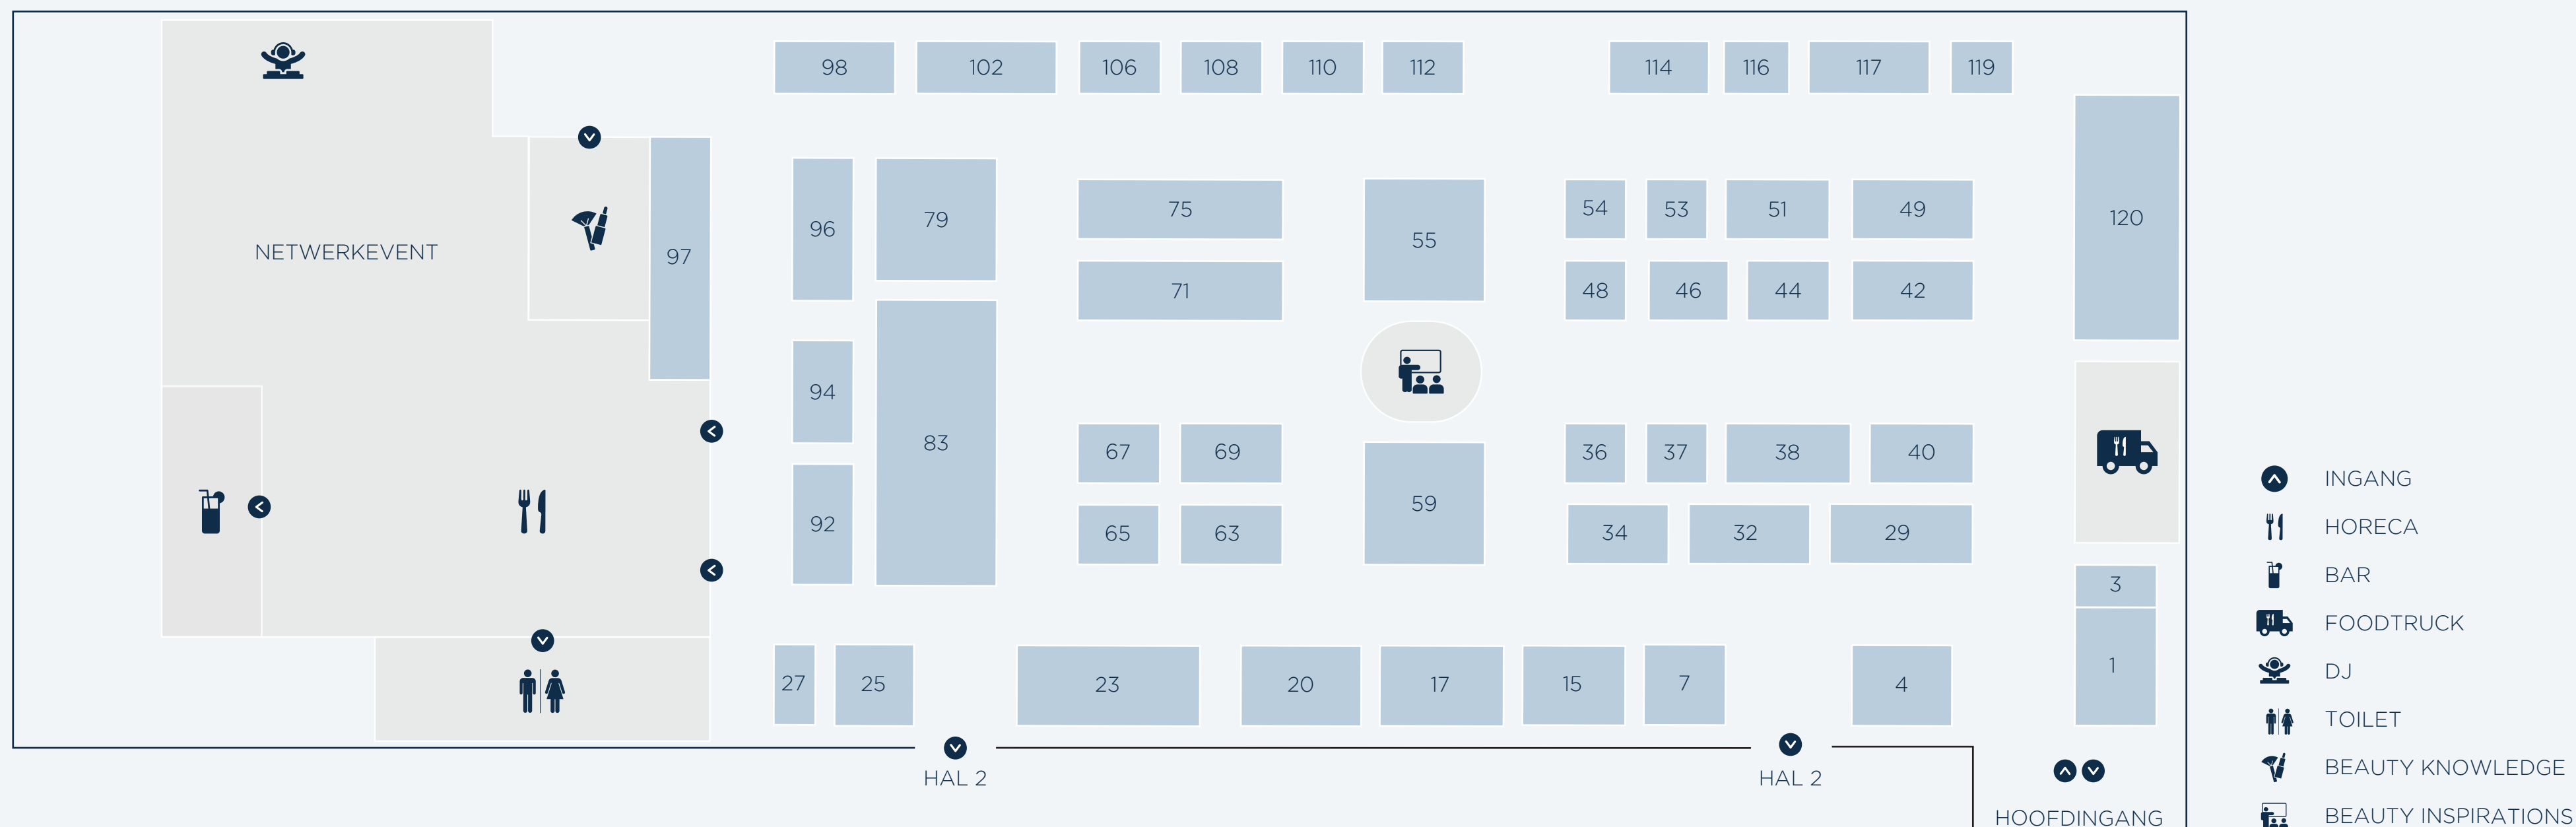 98 102 106 108 110 112 114 116 117 119
96 79 75 55 54 53 51 49 120
NETWERKEVENT 97
71 48 46 44 42
94
83 67 69 36 37 38 40
92 65 63 59 34 32 29
3
27 25 23 20 17 15 7 4 1
HAL 2 HAL 2
HOOFDINGANG
INGANG
HORECA
BAR
FOODTRUCK
DJ
TOILET
BEAUTY KNOWLEDGE
BEAUTY INSPIRATIONS